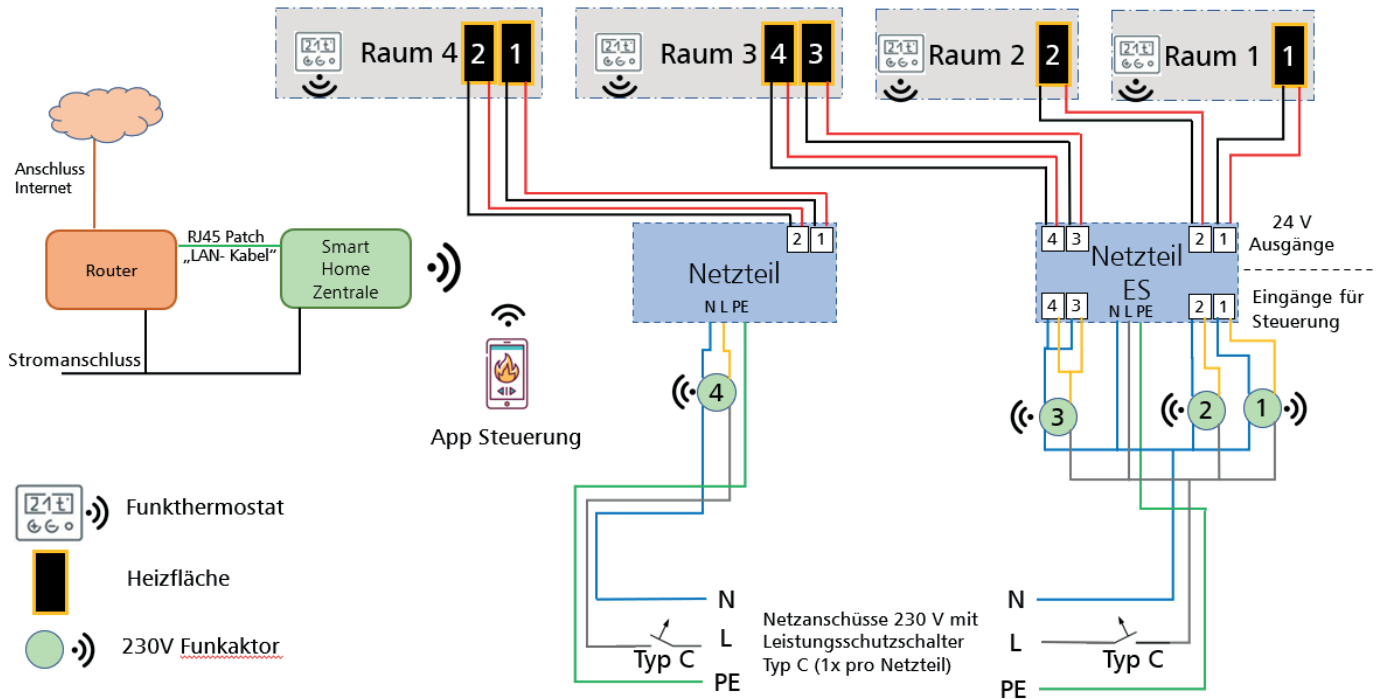 Raum 4 2 1
Raum 3 4 3
Raum 2 2
Raum 1 1
Anschluss
Internet
RJ45 Patch
„LAN- Kabel“
Router
Smart
Home
Zentrale
Stromanschluss
App Steuerung
2 1
Netzteil
N L PE
4
4 3 2 1
Netzteil
ES
4 3 N L PE 2 1
24 V
Ausgänge
Eingänge für
Steuerung
3 2 1
Funkthermostat
Heizfläche
230V Funkaktor
N
L
Typ C
PE
Netzanschüsse 230 V mit
Leistungsschutzschalter
Typ C (1x pro Netzteil)
N
L
Typ C
PE